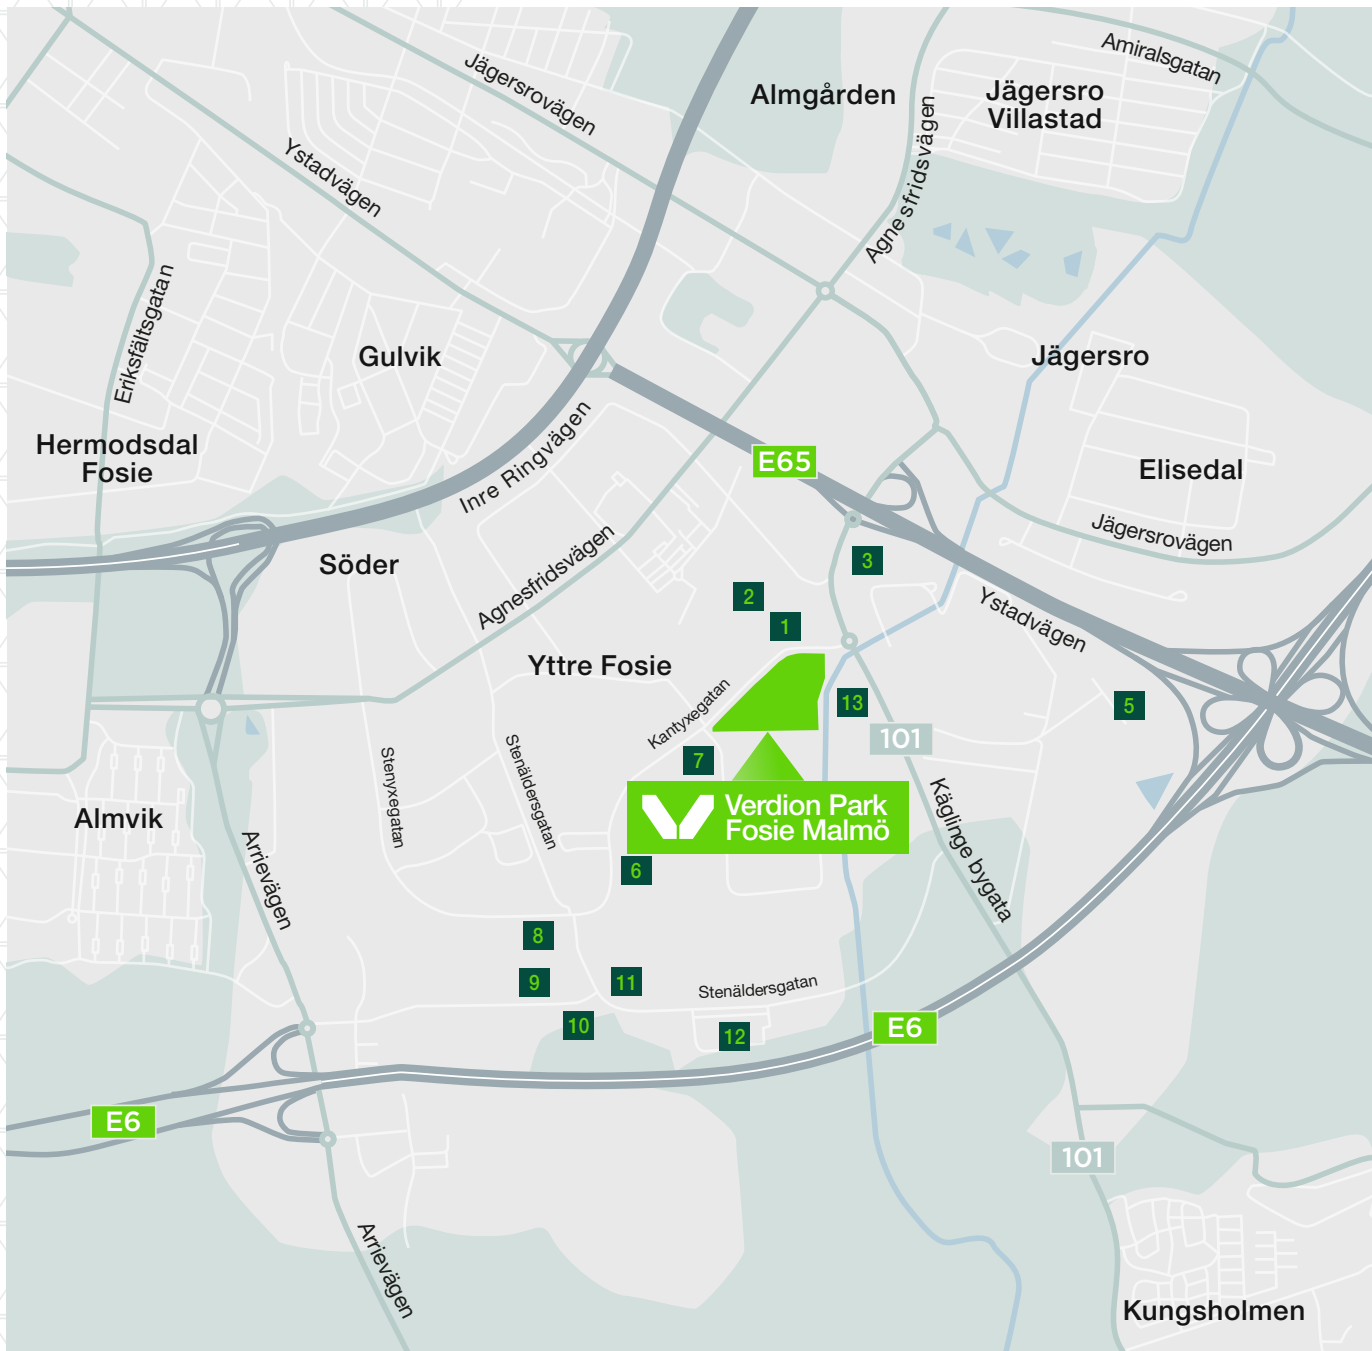 Amiralsgatan
Jägersrovägen
Almgården
Jägersro
Villastad
Ystadvägen
Agnesfridsvägen
Eriksfältsgatan
Gulvik
Jägersro
Hermodsdal
Fosie
Inre Ringvägen
E65
Elisedal
Jägersrovägen
Söder
Agnesfridsvägen
3
2
1
Ystadvägen
Yttre Fosie
Kantyxegatan
13
5
101
Stenyxegatan
Stenäldersgatan
7
Verdion Park
Fosie Malmö
Almvik
Arrievägen
Käglinge bygata
6
8
9
11
Stenäldersgatan
10
12
E6
E6
101
Arrievägen
Kungsholmen